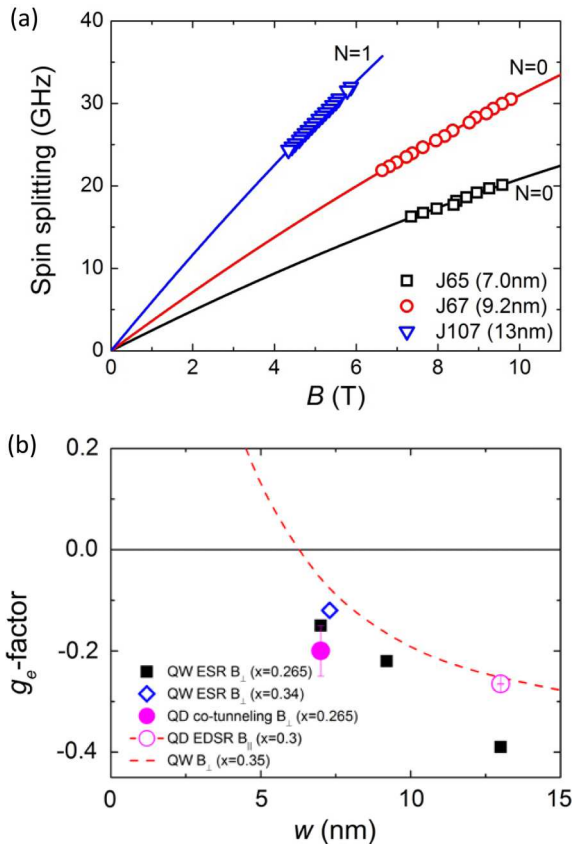 (a)
40
30
20
10
0
Spin splitting (GHz)
N=1
N=0
N=0
J65 (7.0nm)
J67 (9.2nm)
J107 (13nm)
0 2 4 6 8 10
B (T)
(b)
0.2
0.0
-0.2
-0.4
gₑ-factor
QW ESR B⊥ (x=0.265)
QW ESR B⊥ (x=0.34)
QD co-tunneling B⊥ (x=0.265)
QD EDSR B|| (x=0.3)
QW B⊥ (x=0.35)
0 5 10 15
w (nm)